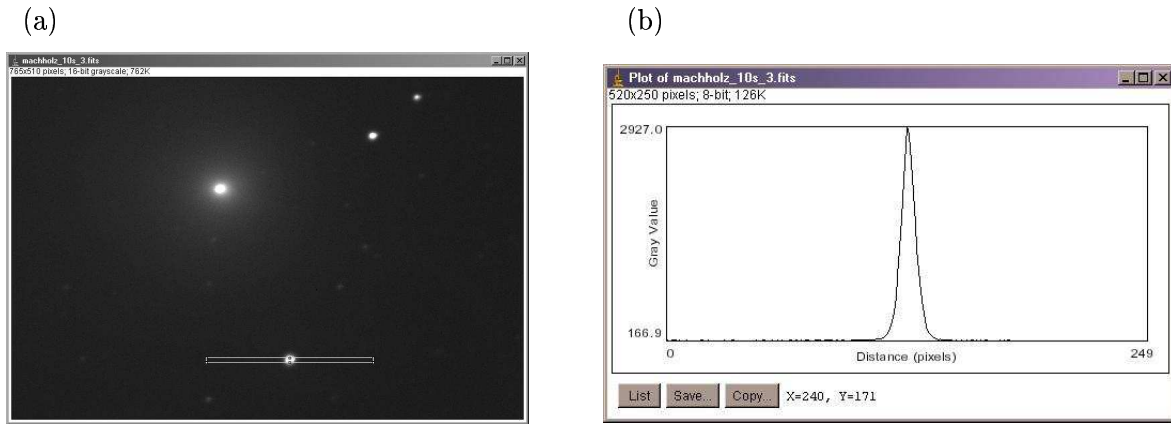 (a)
machholz_10s_3.fits
765x510 pixels; 16-bit grayscale; 762K
(b)
Plot of machholz_10s_3.fits
520x250 pixels; 8-bit; 126K
2927.0
Gray Value
166.9
0
Distance (pixels)
249
List
Save...
Copy...
X=240, Y=171